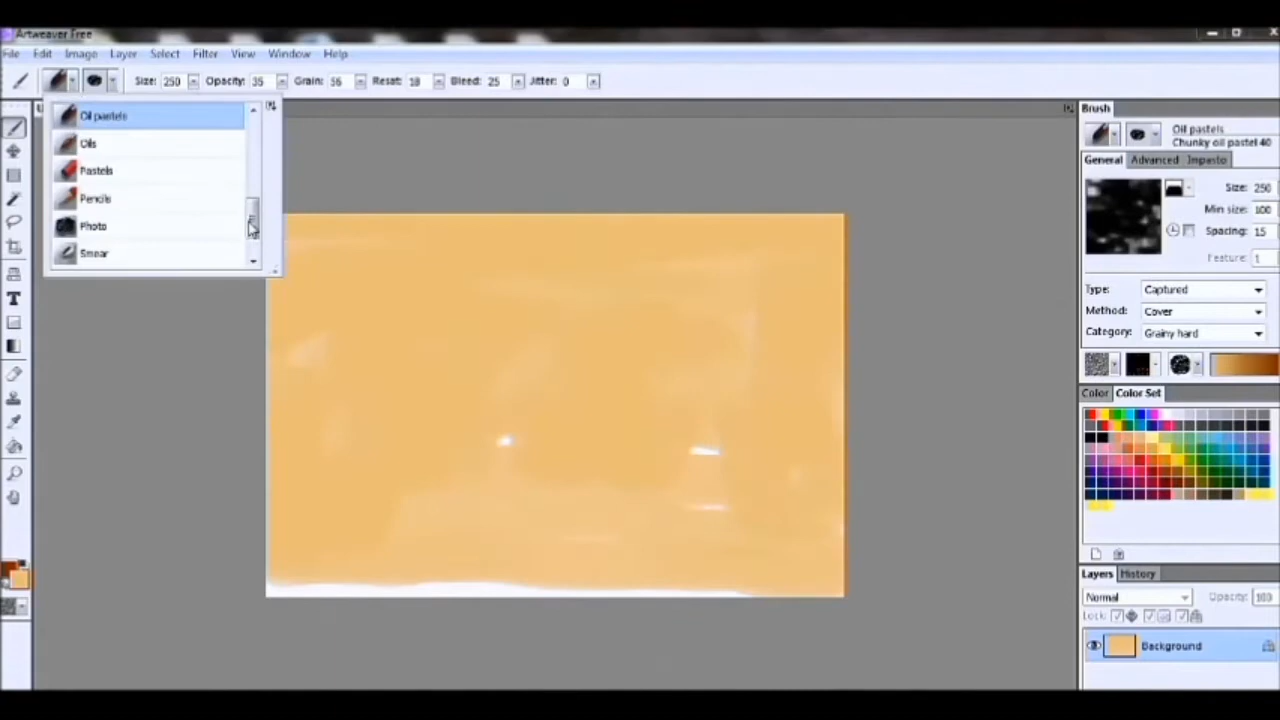 Artweaver Free
File Edit Image Layer Select Filter View Window Help
Size: 250 Opacity: 35 Grain: 56 Resat: 18 Bleed: 25 Jitter: 0
Oil pastels
Oils
Pastels
Pencils
Photo
Smear
Brush
Oil pastels
Chunky oil pastel 40
General Advanced Impasto
Size: 250
Min size: 100
Spacing: 15
Feature: 1
Type: Captured
Method: Cover
Category: Grainy hard
Color Color Set
Layers History
Normal Opacity: 100
Lock:
Background